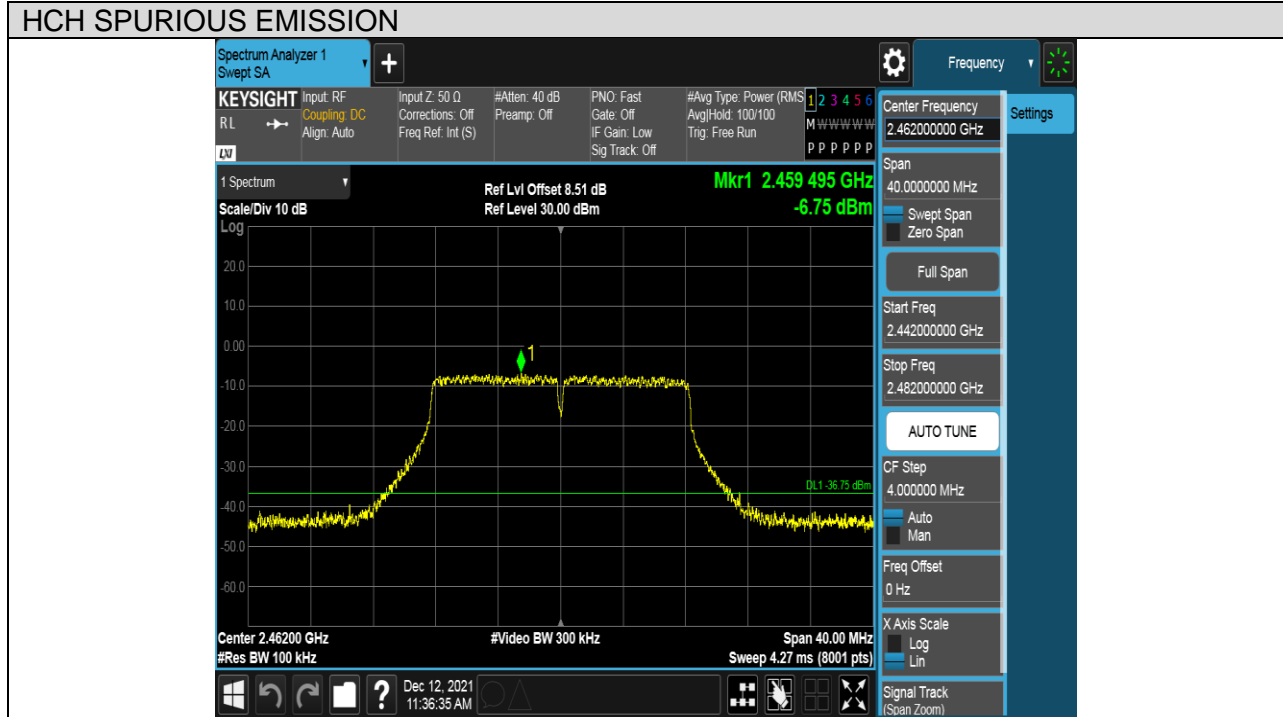 HCH SPURIOUS EMISSION
Spectrum Analyzer 1
Swept SA
+
Frequency
KEYSIGHT
RL
LXI
Input: RF
Coupling: DC
Align: Auto
Input Z: 50 Ω
Corrections: Off
Freq Ref: Int (S)
#Atten: 40 dB
Preamp: Off
PNO: Fast
Gate: Off
IF Gain: Low
Sig Track: Off
#Avg Type: Power (RMS
Avg|Hold: 100/100
Trig: Free Run
1 2 3 4 5 6
M W W W W W
P P P P P P
1 Spectrum
Scale/Div 10 dB
Log
Ref Lvl Offset 8.51 dB
Ref Level 30.00 dBm
Mkr1 2.459 495 GHz
-6.75 dBm
20.0
10.0
0.00
1
-10.0
-20.0
-30.0
DL1 -36.75 dBm
-40.0
-50.0
-60.0
Center 2.46200 GHz
#Video BW 300 kHz
Span 40.00 MHz
#Res BW 100 kHz
Sweep 4.27 ms (8001 pts)
?
Dec 12, 2021
11:36:35 AM
Center Frequency
2.462000000 GHz
Settings
Span
40.0000000 MHz
Swept Span
Zero Span
Full Span
Start Freq
2.442000000 GHz
Stop Freq
2.482000000 GHz
AUTO TUNE
CF Step
4.000000 MHz
Auto
Man
Freq Offset
0 Hz
X Axis Scale
Log
Lin
Signal Track
(Span Zoom)